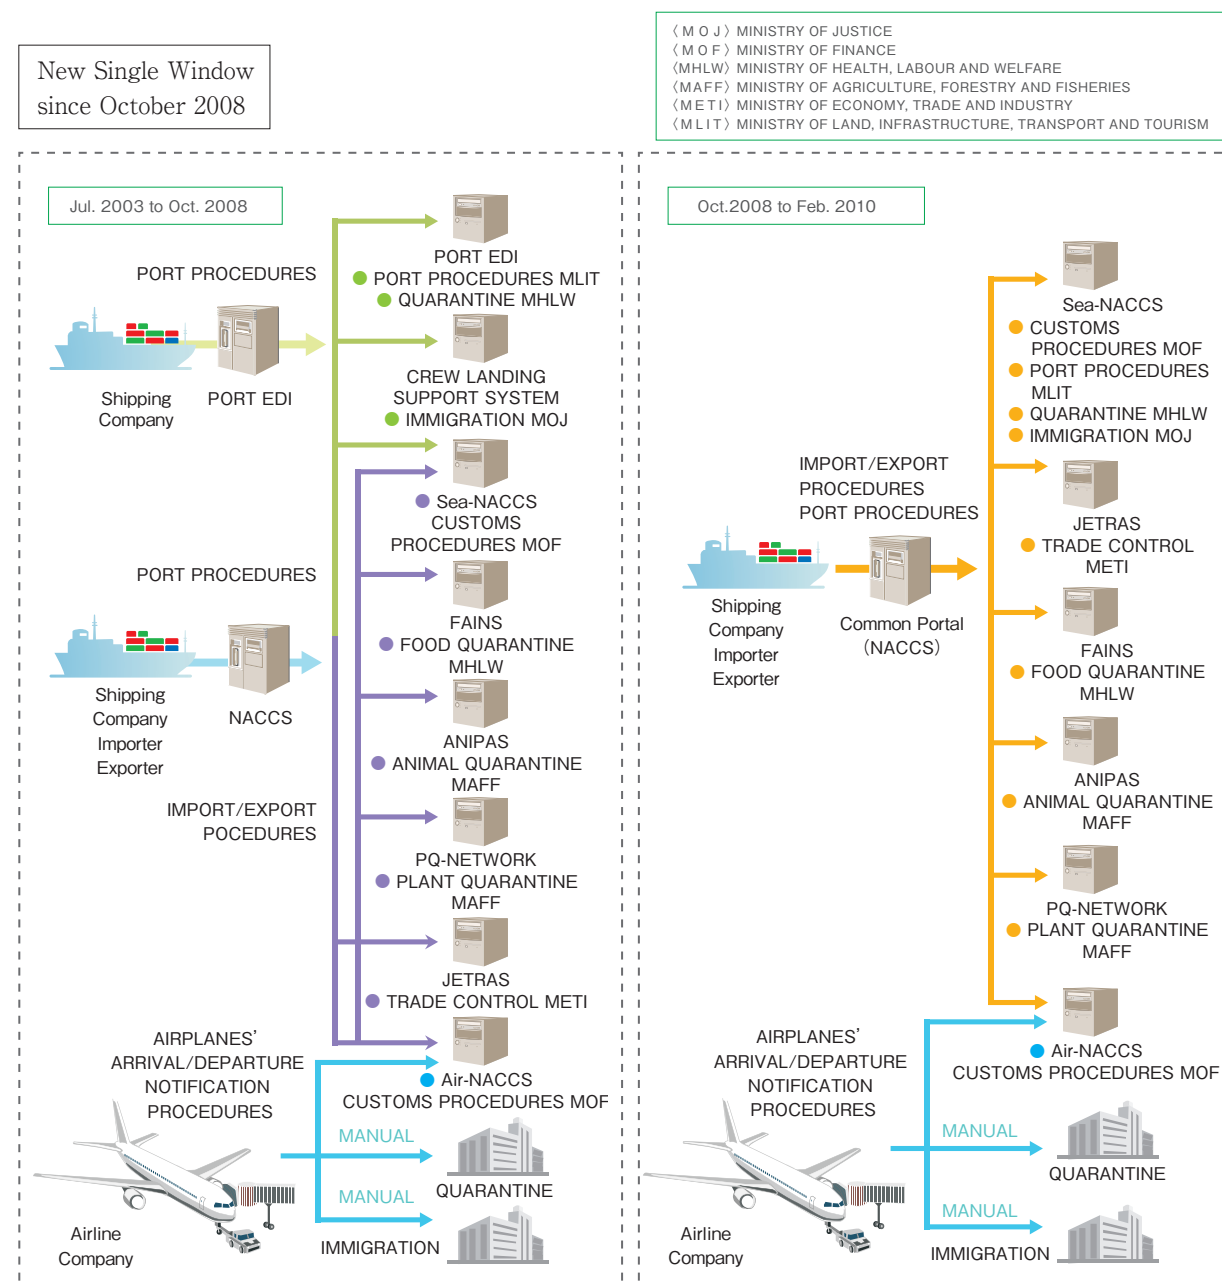 New Single Window
since October 2008
〈M O J〉 MINISTRY OF JUSTICE
〈M O F〉 MINISTRY OF FINANCE
〈MHLW〉 MINISTRY OF HEALTH, LABOUR AND WELFARE
〈MAFF〉 MINISTRY OF AGRICULTURE, FORESTRY AND FISHERIES
〈METI〉 MINISTRY OF ECONOMY, TRADE AND INDUSTRY
〈MLIT〉 MINISTRY OF LAND, INFRASTRUCTURE, TRANSPORT AND TOURISM
Jul. 2003 to Oct. 2008
PORT PROCEDURES
Shipping
Company
PORT EDI
PORT EDI
● PORT PROCEDURES MLIT
● QUARANTINE MHLW
CREW LANDING
SUPPORT SYSTEM
● IMMIGRATION MOJ
● Sea-NACCS
CUSTOMS
PROCEDURES MOF
PORT PROCEDURES
Shipping
Company
Importer
Exporter
NACCS
IMPORT/EXPORT
POCEDURES
FAINS
● FOOD QUARANTINE
MHLW
ANIPAS
● ANIMAL QUARANTINE
MAFF
PQ-NETWORK
● PLANT QUARANTINE
MAFF
JETRAS
● TRADE CONTROL METI
AIRPLANES'
ARRIVAL/DEPARTURE
NOTIFICATION
PROCEDURES
● Air-NACCS
CUSTOMS PROCEDURES MOF
MANUAL
QUARANTINE
MANUAL
IMMIGRATION
Airline
Company
Oct.2008 to Feb. 2010
Sea-NACCS
● CUSTOMS
PROCEDURES MOF
● PORT PROCEDURES
MLIT
● QUARANTINE MHLW
● IMMIGRATION MOJ
IMPORT/EXPORT
PROCEDURES
PORT PROCEDURES
Shipping
Company
Importer
Exporter
Common Portal
(NACCS)
JETRAS
● TRADE CONTROL
METI
FAINS
● FOOD QUARANTINE
MHLW
ANIPAS
● ANIMAL QUARANTINE
MAFF
PQ-NETWORK
● PLANT QUARANTINE
MAFF
AIRPLANES'
ARRIVAL/DEPARTURE
NOTIFICATION
PROCEDURES
● Air-NACCS
CUSTOMS PROCEDURES MOF
MANUAL
QUARANTINE
MANUAL
IMMIGRATION
Airline
Company